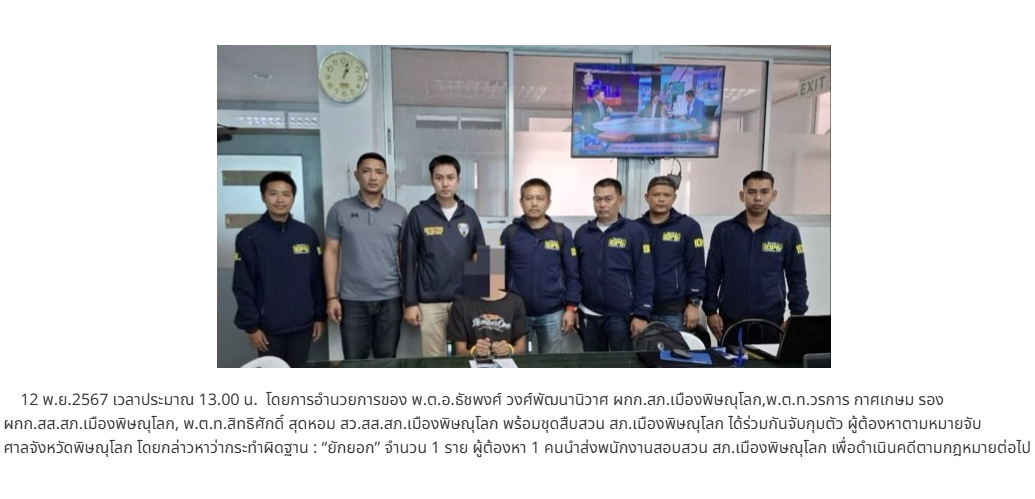 EXIT
Number One
12 พ.ย.2567 เวลาประมาณ 13.00 น. โดยการอำนวยการของ พ.ต.อ.ธัชพงศ์ วงศ์พัฒนานิวาศ ผกก.สภ.เมืองพิษณุโลก,พ.ต.ท.วรการ กาศเกษม รอง
ผกก.สส.สภ.เมืองพิษณุโลก, พ.ต.ท.สิทธิศักดิ์ สุดหอม สว.สส.สภ.เมืองพิษณุโลก พร้อมชุดสืบสวน สภ.เมืองพิษณุโลก ได้ร่วมกันจับกุมตัว ผู้ต้องหาตามหมายจับ
ศาลจังหวัดพิษณุโลก โดยกล่าวหาว่ากระทำผิดฐาน : “ยักยอก” จำนวน 1 ราย ผู้ต้องหา 1 คนนำส่งพนักงานสอบสวน สภ.เมืองพิษณุโลก เพื่อดำเนินคดีตามกฎหมายต่อไป